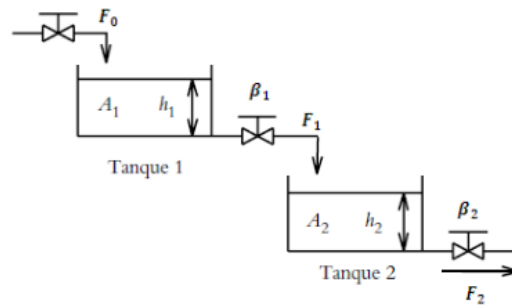 F₀
A₁ h₁ β₁
F₁
Tanque 1
A₂ h₂ β₂
Tanque 2
F₂